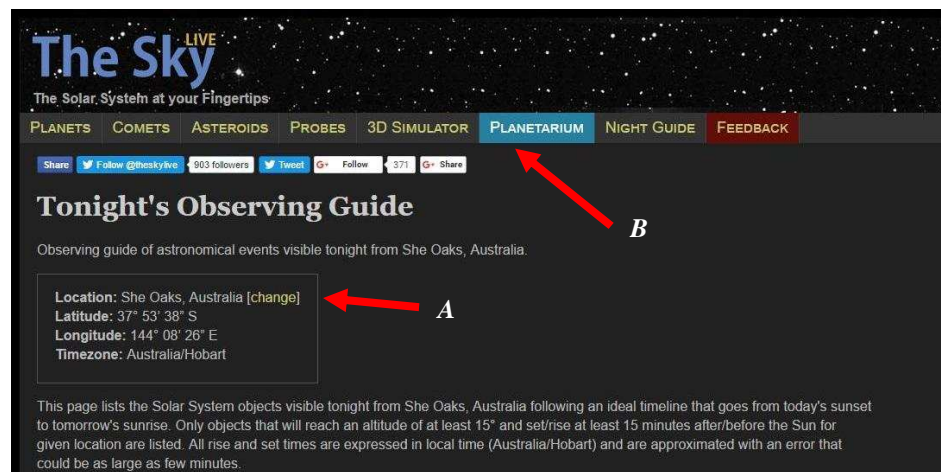 The Sky LIVE
The Solar System at your Fingertips
PLANETS COMETS ASTEROIDS PROBES 3D SIMULATOR PLANETARIUM NIGHT GUIDE FEEDBACK
Share Follow @theskylive 903 followers Tweet G+ Follow 371 G+ Share
Tonight's Observing Guide
B
Observing guide of astronomical events visible tonight from She Oaks, Australia.
Location: She Oaks, Australia [change]
A
Latitude: 37° 53' 38" S
Longitude: 144° 08' 26" E
Timezone: Australia/Hobart
This page lists the Solar System objects visible tonight from She Oaks, Australia following an ideal timeline that goes from today's sunset
to tomorrow's sunrise. Only objects that will reach an altitude of at least 15° and set/rise at least 15 minutes after/before the Sun for
given location are listed. All rise and set times are expressed in local time (Australia/Hobart) and are approximated with an error that
could be as large as few minutes.